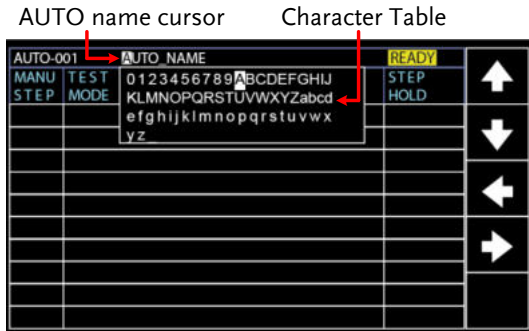 AUTO name cursor Character Table
AUTO-001 AUTO_NAME READY
MANU TEST 0123456789ABCDEFGHIJ STEP
STEP MODE KLMNOPQRSTUVWXYZabcd HOLD
efghijklmnopqrstuvwx
yz_